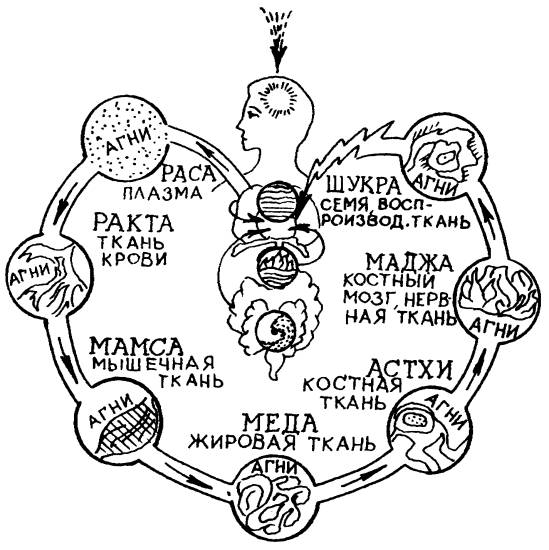 АГНИ
РАСА
ПЛАЗМА
РАКТА
ТКАНЬ
КРОВИ
АГНИ
МАМСА
МЫШЕЧНАЯ
ТКАНЬ
АГНИ
МЕДА
ЖИРОВАЯ ТКАНЬ
АГНИ
АСТХИ
КОСТНАЯ
ТКАНЬ
АГНИ
МАДЖА
КОСТНЫЙ
МОЗГ, НЕРВ-
НАЯ ТКАНЬ
АГНИ
ШУКРА
СЕМЯ, ВОСП-
РОИЗВОД. ТКАНЬ
АГНИ